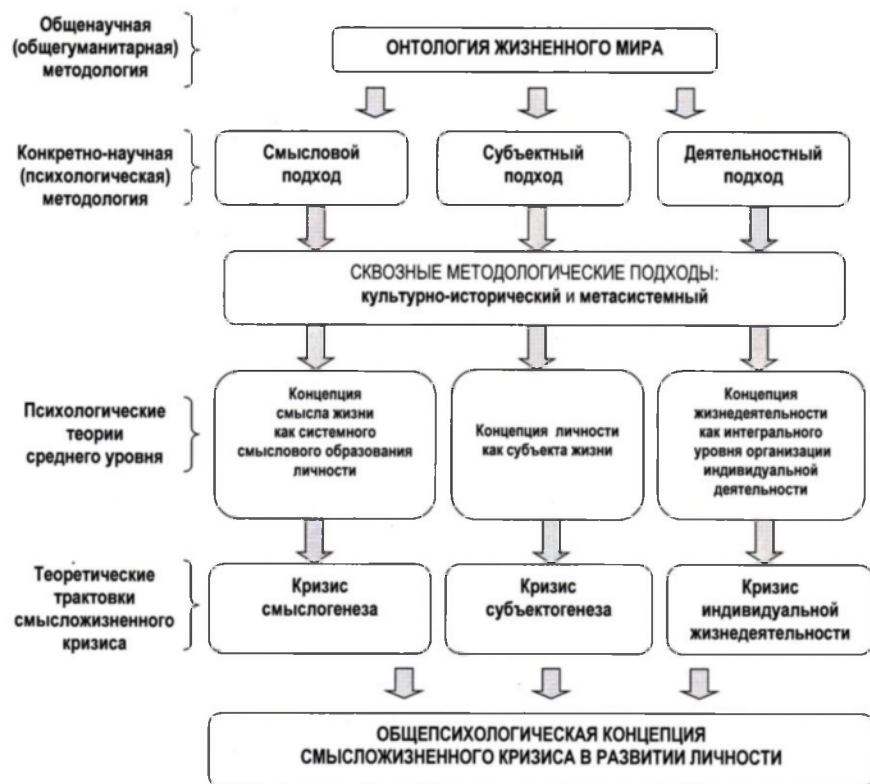 Общенаучная
(общегуманитарная)
методология
ОНТОЛОГИЯ ЖИЗНЕННОГО МИРА
Конкретно-научная
(психологическая)
методология
Смысловой
подход
Субъектный
подход
Деятельностный
подход
СКВОЗНЫЕ МЕТОДОЛОГИЧЕСКИЕ ПОДХОДЫ:
культурно-исторический и метасистемный
Психологические
теории
среднего уровня
Концепция
смысла жизни
как системного
смыслового образования
личности
Концепция личности
как субъекта жизни
Концепция
жизнедеятельности
как интегрального
уровня организации
индивидуальной
деятельности
Теоретические
трактовки
смысложизненного
кризиса
Кризис
смыслогенеза
Кризис
субъектогенеза
Кризис
индивидуальной
жизнедеятельности
ОБЩЕПСИХОЛОГИЧЕСКАЯ КОНЦЕПЦИЯ
СМЫСЛОЖИЗНЕННОГО КРИЗИСА В РАЗВИТИИ ЛИЧНОСТИ